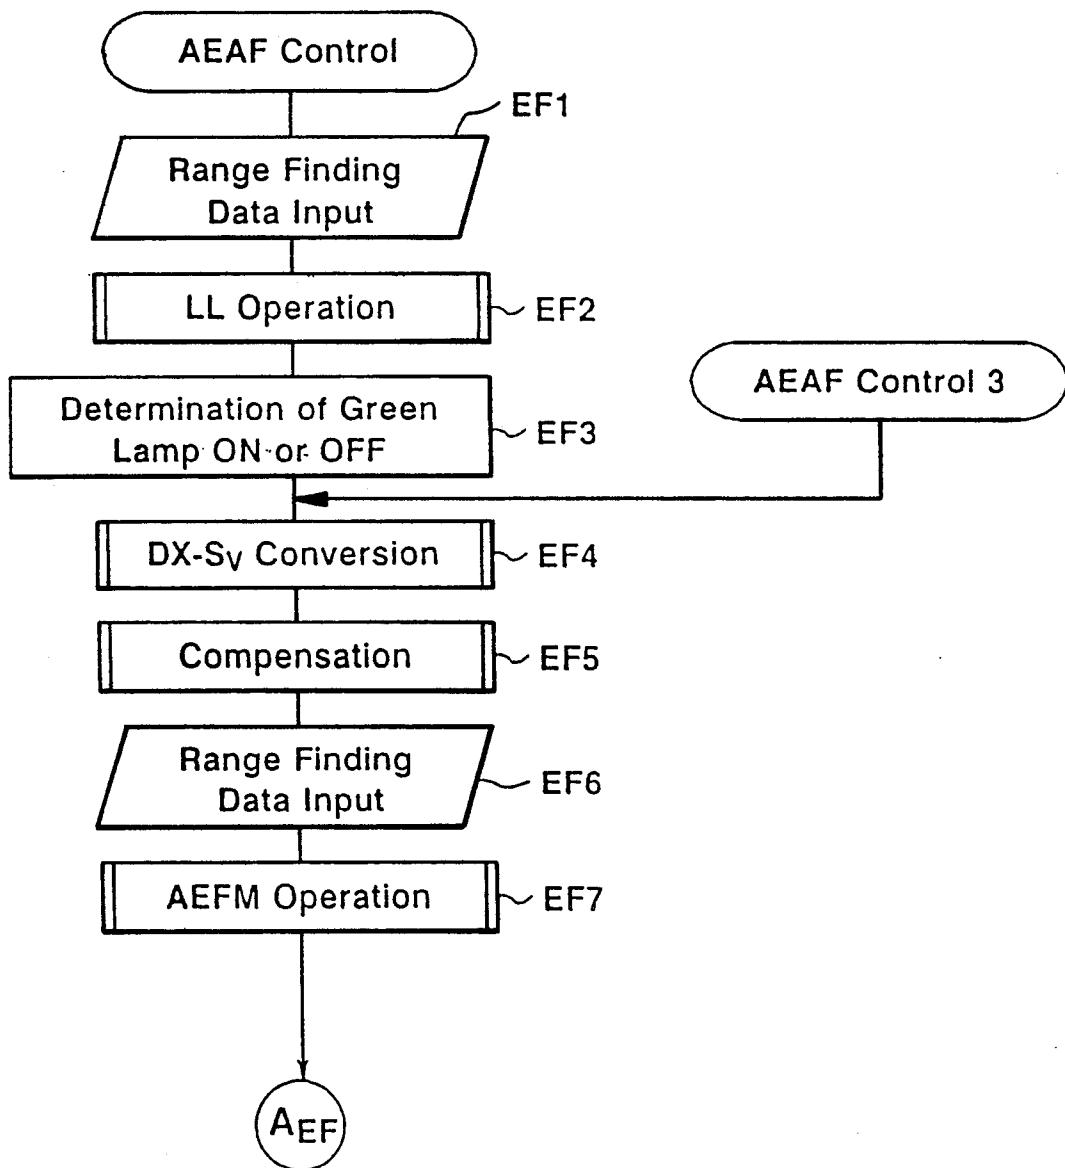 AEAF Control
EF1
Range Finding
Data Input
LL Operation
EF2
AEAF Control 3
Determination of Green
Lamp ON or OFF
EF3
DX-SV Conversion
EF4
Compensation
EF5
Range Finding
Data Input
EF6
AEFM Operation
EF7
AEF